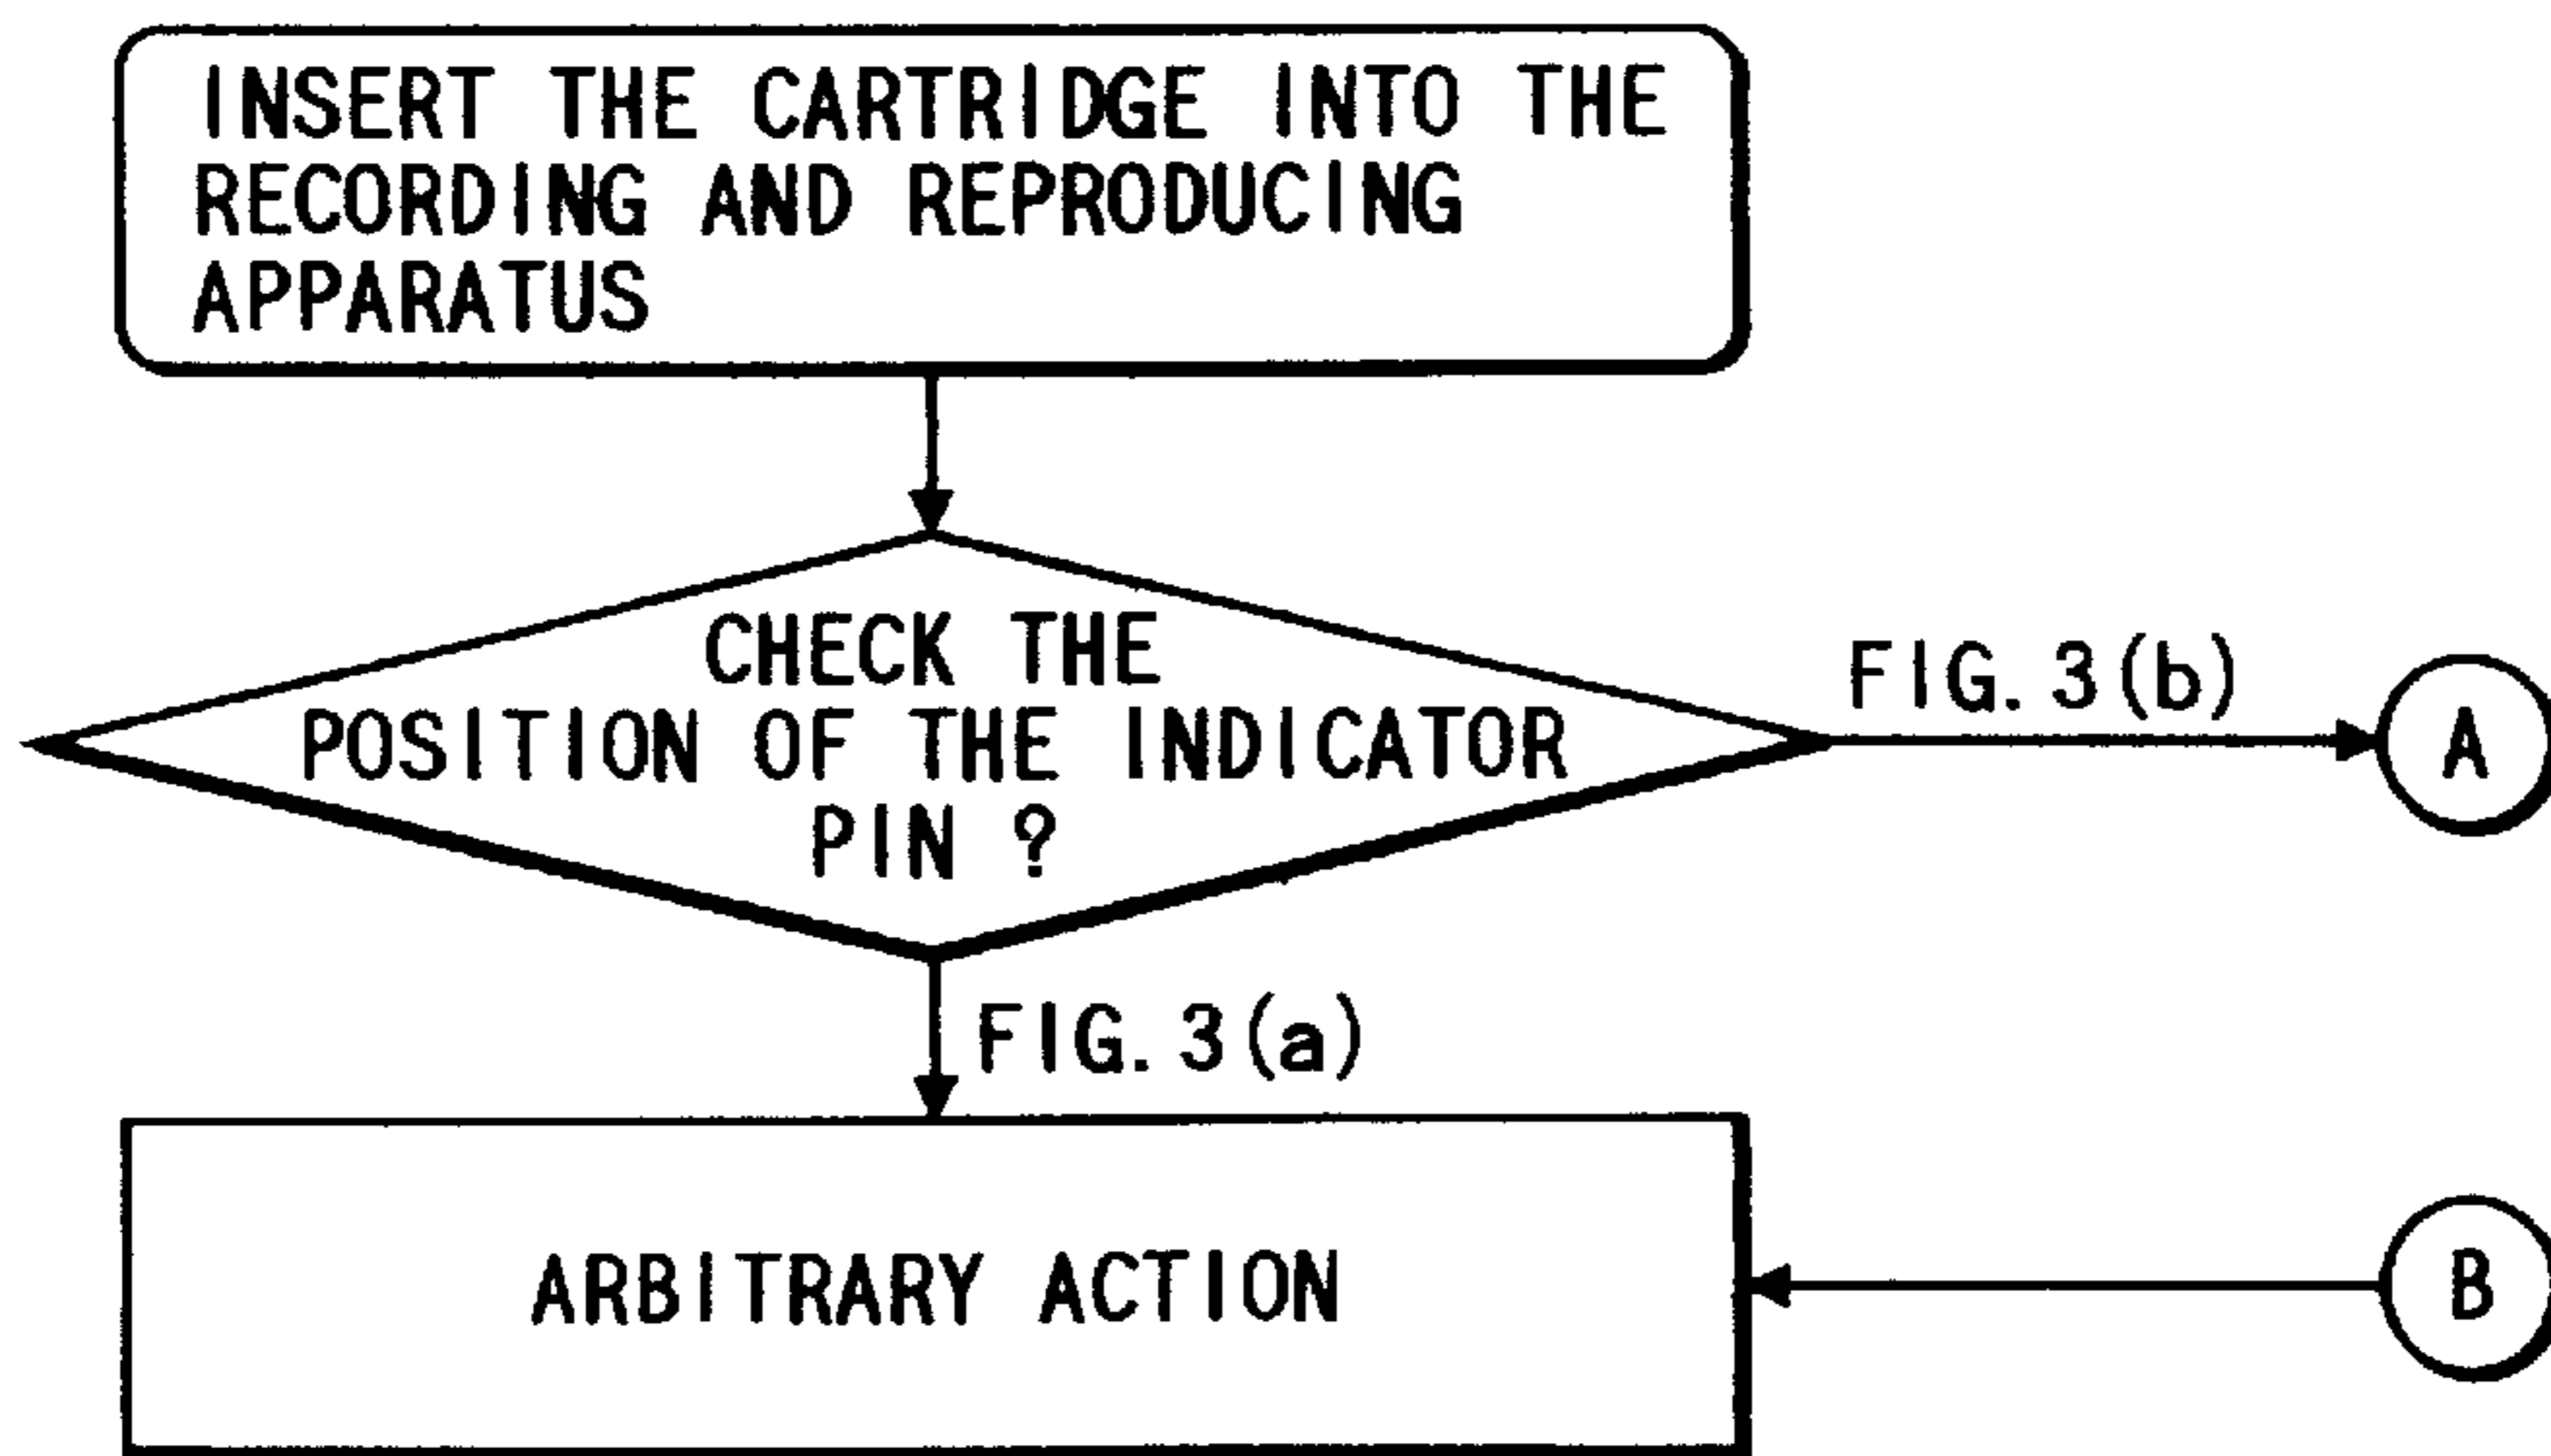 INSERT THE CARTRIDGE INTO THE
RECORDING AND REPRODUCING
APPARATUS
CHECK THE
POSITION OF THE INDICATOR
PIN ?
FIG. 3(b)
A
FIG. 3(a)
ARBITRARY ACTION
B